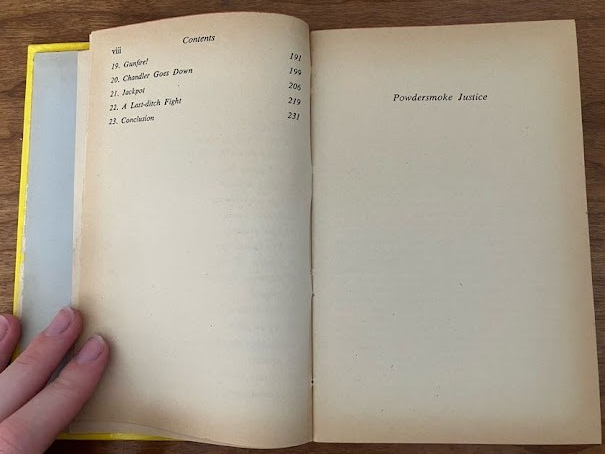 viii
Contents
19. Gunfire! 191
20. Chandler Goes Down 199
21. Jackpot 206
22. A Last-ditch Fight 219
23. Conclusion 231
Powdersmoke Justice